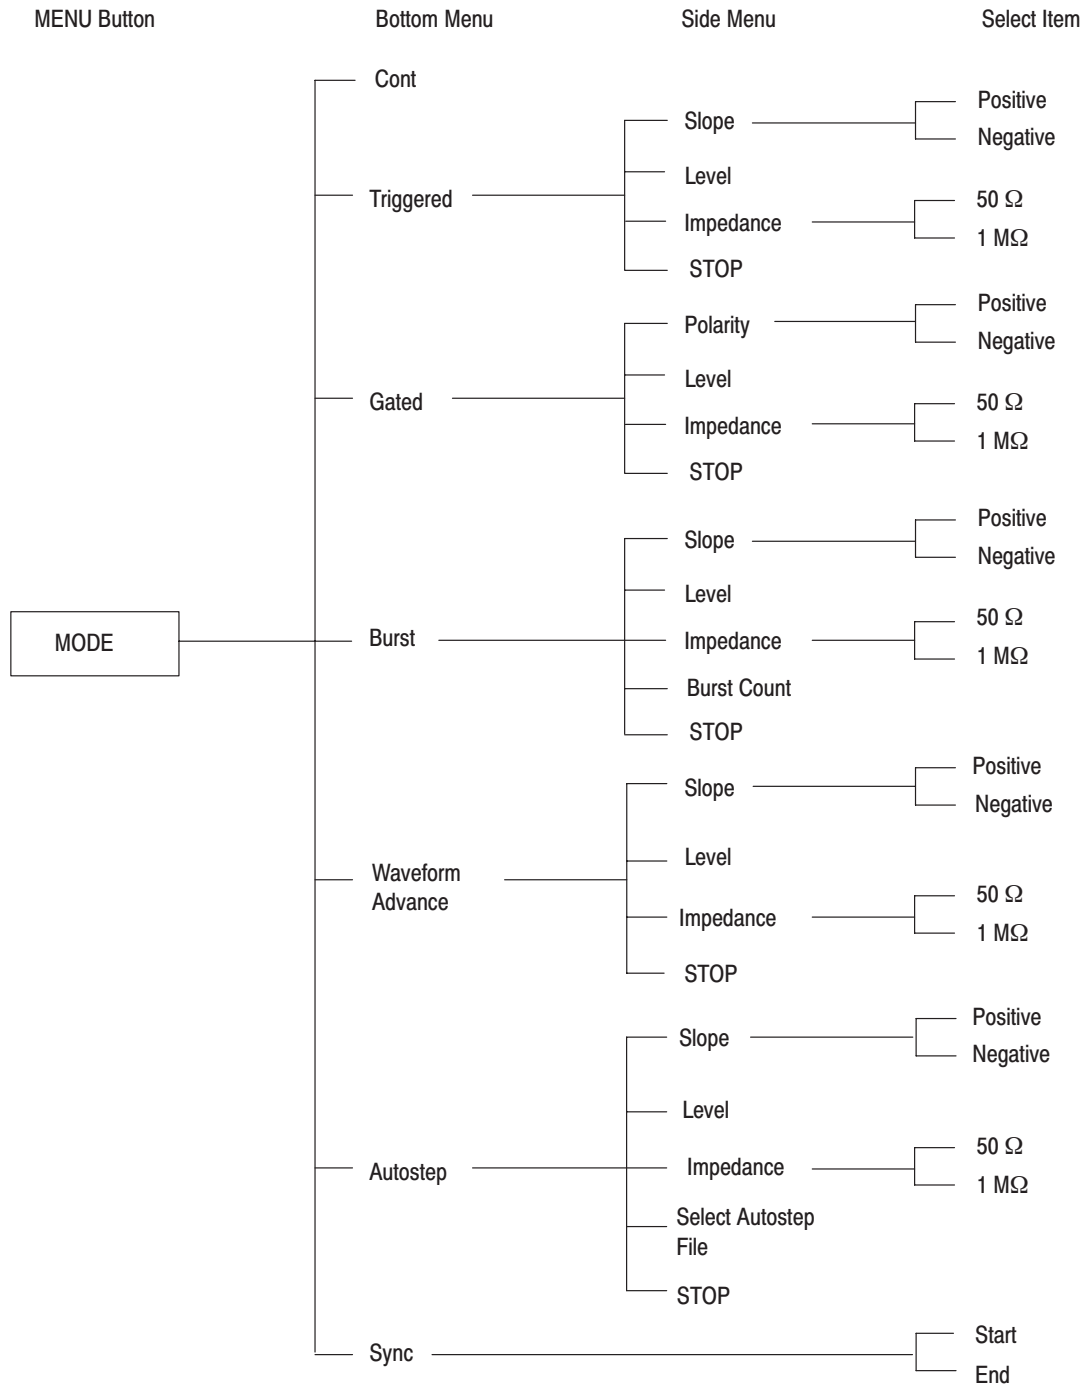 MENU Button Bottom Menu Side Menu Select Item
Cont
Triggered
Slope
Positive
Negative
Level
Impedance
50 Ω
1 MΩ
STOP
Gated
Polarity
Positive
Negative
Level
Impedance
50 Ω
1 MΩ
STOP
MODE
Burst
Slope
Positive
Negative
Level
Impedance
50 Ω
1 MΩ
Burst Count
STOP
Waveform
Advance
Slope
Positive
Negative
Level
Impedance
50 Ω
1 MΩ
STOP
Autostep
Slope
Positive
Negative
Level
Impedance
50 Ω
1 MΩ
Select Autostep
File
STOP
Sync
Start
End